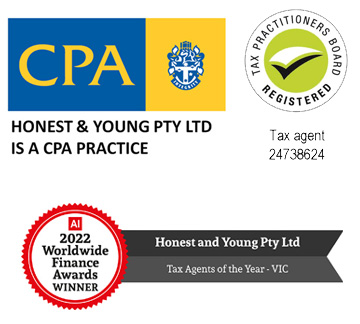 CPA
INTEGRITY
HONEST & YOUNG PTY LTD
IS A CPA PRACTICE
TAX PRACTITIONERS BOARD
REGISTERED
Tax agent
24738624
AI
2022
Worldwide
Finance
Awards
WINNER
Honest and Young Pty Ltd
Tax Agents of the Year - VIC